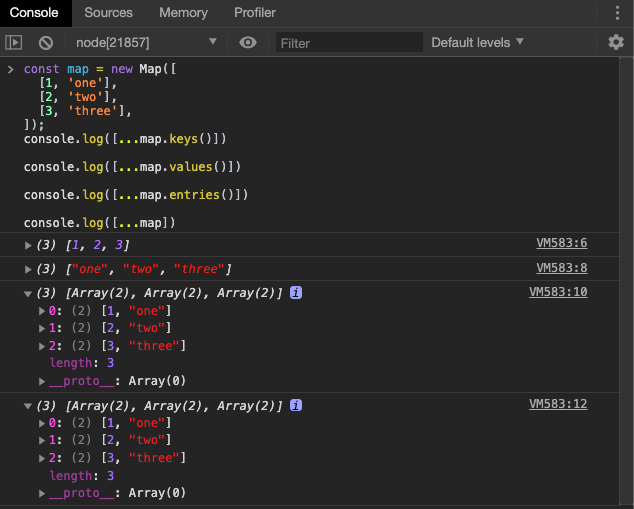 Console Sources Memory Profiler
node[21857] Filter Default levels
const map = new Map([
[1, 'one'],
[2, 'two'],
[3, 'three'],
]);
console.log([...map.keys()])
console.log([...map.values()])
console.log([...map.entries()])
console.log([...map])
(3) [1, 2, 3] VM583:6
(3) ["one", "two", "three"] VM583:8
(3) [Array(2), Array(2), Array(2)] i VM583:10
0: (2) [1, "one"]
1: (2) [2, "two"]
2: (2) [3, "three"]
length: 3
__proto__: Array(0)
(3) [Array(2), Array(2), Array(2)] i VM583:12
0: (2) [1, "one"]
1: (2) [2, "two"]
2: (2) [3, "three"]
length: 3
__proto__: Array(0)